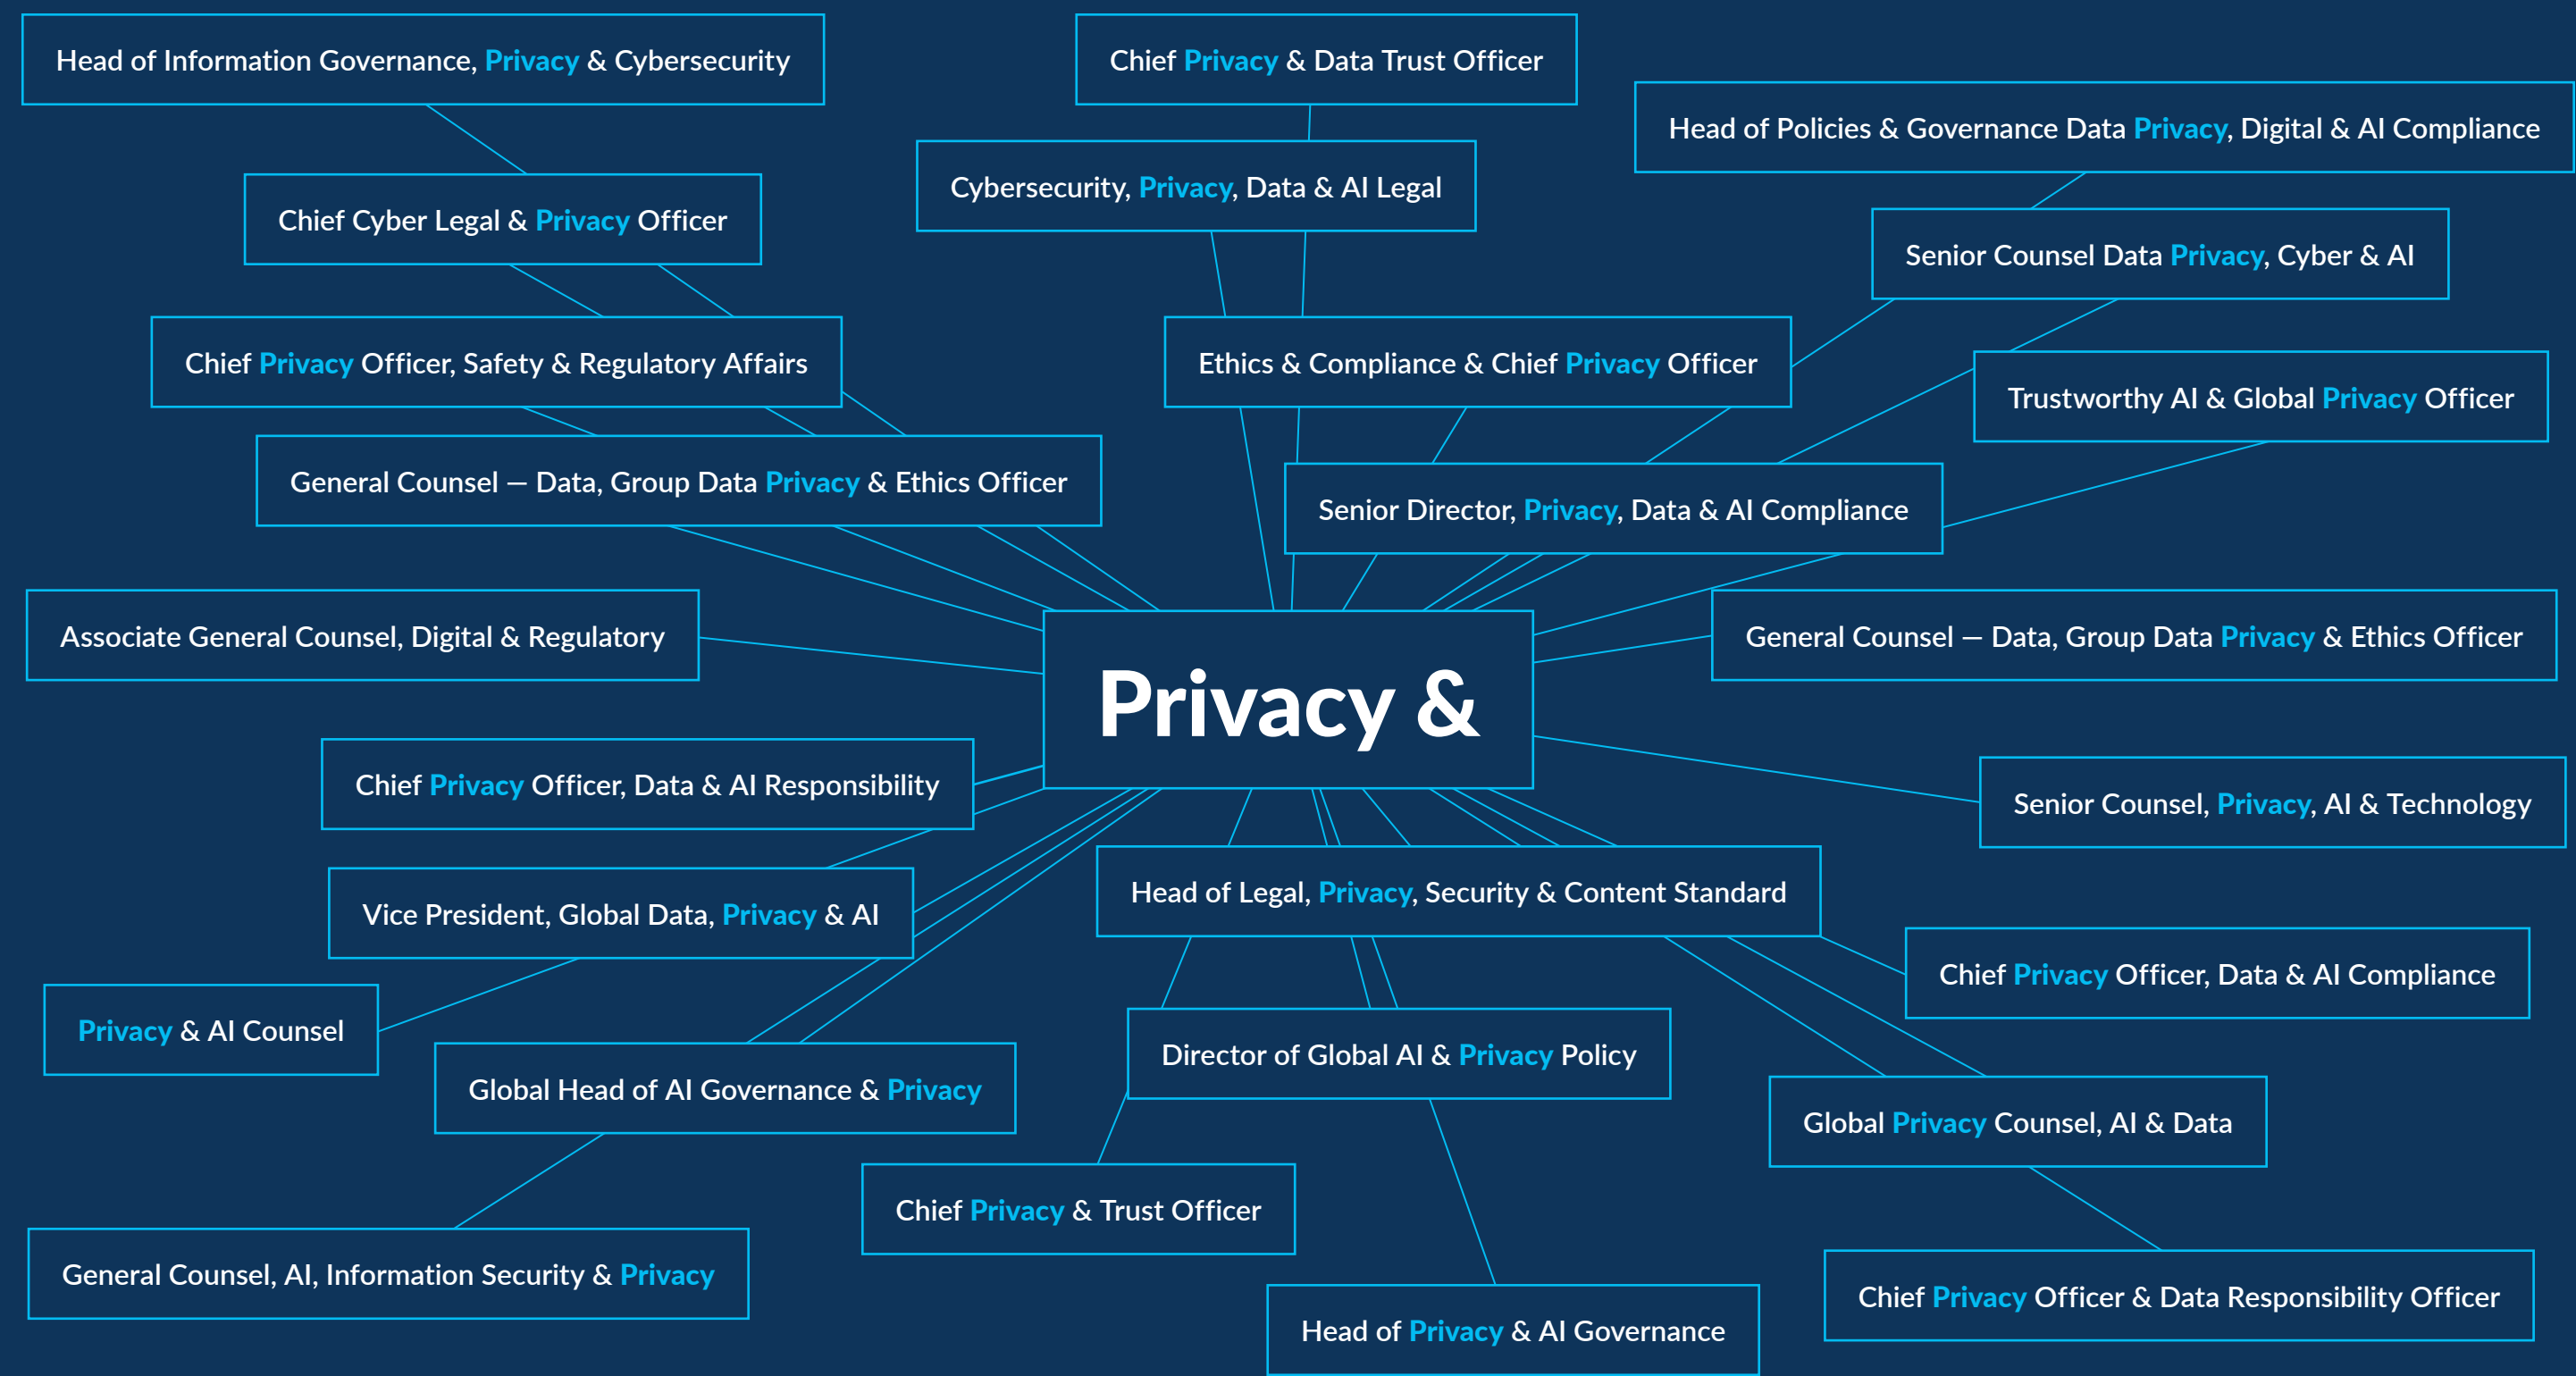 Head of Information Governance, Privacy & Cybersecurity
Chief Privacy & Data Trust Officer
Head of Policies & Governance Data Privacy, Digital & AI Compliance
Cybersecurity, Privacy, Data & AI Legal
Chief Cyber Legal & Privacy Officer
Senior Counsel Data Privacy, Cyber & AI
Chief Privacy Officer, Safety & Regulatory Affairs
Ethics & Compliance & Chief Privacy Officer
Trustworthy AI & Global Privacy Officer
General Counsel — Data, Group Data Privacy & Ethics Officer
Senior Director, Privacy, Data & AI Compliance
Associate General Counsel, Digital & Regulatory
General Counsel — Data, Group Data Privacy & Ethics Officer
Privacy &
Chief Privacy Officer, Data & AI Responsibility
Senior Counsel, Privacy, AI & Technology
Head of Legal, Privacy, Security & Content Standard
Vice President, Global Data, Privacy & AI
Chief Privacy Officer, Data & AI Compliance
Privacy & AI Counsel
Director of Global AI & Privacy Policy
Global Head of AI Governance & Privacy
Global Privacy Counsel, AI & Data
Chief Privacy & Trust Officer
General Counsel, AI, Information Security & Privacy
Chief Privacy Officer & Data Responsibility Officer
Head of Privacy & AI Governance